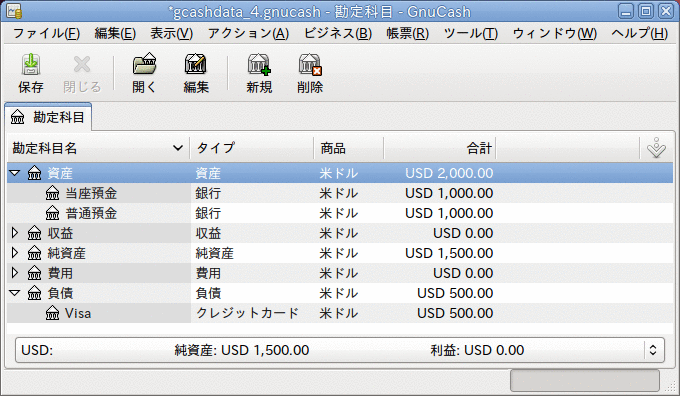 *gcashdata_4.gnucash - 勘定科目 - GnuCash
ファイル(F) 編集(E) 表示(V) アクション(A) ビジネス(B) 帳票(R) ツール(T) ウィンドウ(W) ヘルプ(H)
保存 閉じる 開く 編集 新規 削除
勘定科目
勘定科目名 タイプ 商品 合計
資産 資産 米ドル USD 2,000.00
当座預金 銀行 米ドル USD 1,000.00
普通預金 銀行 米ドル USD 1,000.00
収益 収益 米ドル USD 0.00
純資産 純資産 米ドル USD 1,500.00
費用 費用 米ドル USD 0.00
負債 負債 米ドル USD 500.00
Visa クレジットカード 米ドル USD 500.00
USD: 純資産: USD 1,500.00 利益: USD 0.00